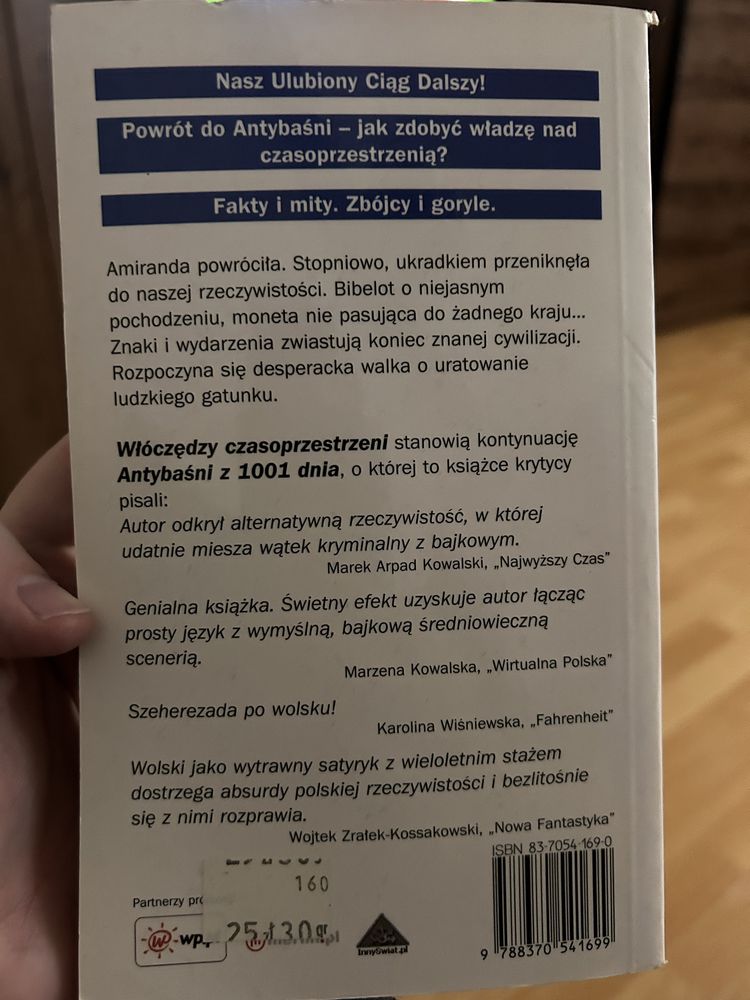 Nasz Ulubiony Ciąg Dalszy!
Powrót do Antybaśni – jak zdobyć władzę nad
czasoprzestrzenią?
Fakty i mity. Zbójcy i goryle.
Amiranda powróciła. Stopniowo, ukradkiem przeniknęła
do naszej rzeczywistości. Bibelot o niejasnym
pochodzeniu, moneta nie pasująca do żadnego kraju...
Znaki i wydarzenia zwiastują koniec znanej cywilizacji.
Rozpoczyna się desperacka walka o uratowanie
ludzkiego gatunku.
Włóczędzy czasoprzestrzeni stanowią kontynuację
Antybaśni z 1001 dnia, o której to książce krytycy
pisali:
Autor odkrył alternatywną rzeczywistość, w której
udatnie miesza wątek kryminalny z bajkowym.
Marek Arpad Kowalski, „Najwyższy Czas”
Genialna książka. Świetny efekt uzyskuje autor łącząc
prosty język z wymyślną, bajkową średniowieczną
scenerią.
Marzena Kowalska, „Wirtualna Polska”
Szeherezada po wolsku!
Karolina Wiśniewska, „Fahrenheit”
Wolski jako wytrawny satyryk z wieloletnim stażem
dostrzega absurdy polskiej rzeczywistości i bezlitośnie
się z nimi rozprawia.
Wojtek Zrałek-Kossakowski, „Nowa Fantastyka”
ISBN 83-7054-169-0
160
Partnerzy
wp.
25zł30gr
InnySwiat.pl
9 788370 541699